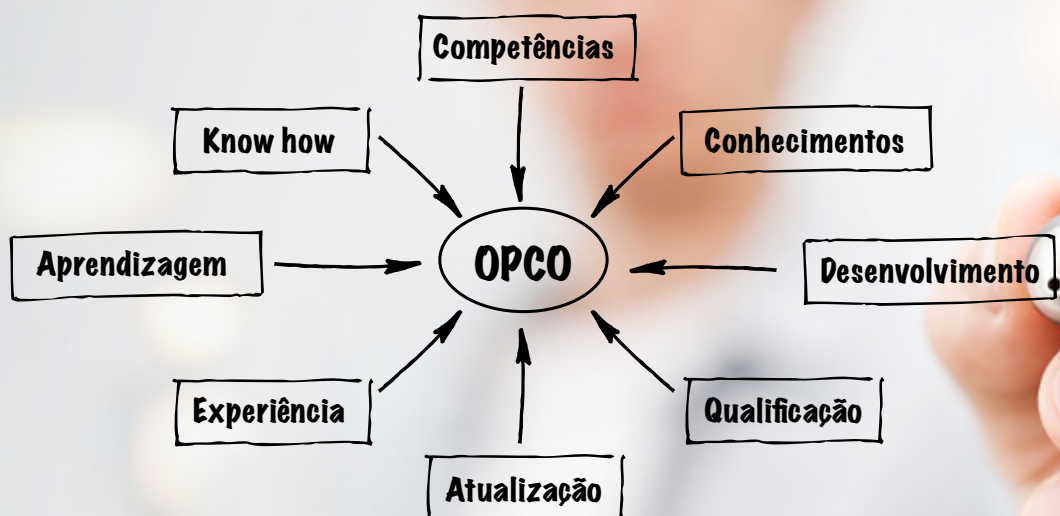 Competências
Know how
Conhecimentos
Aprendizagem
OPCO
Desenvolvimento
Experiência
Qualificação
Atualização